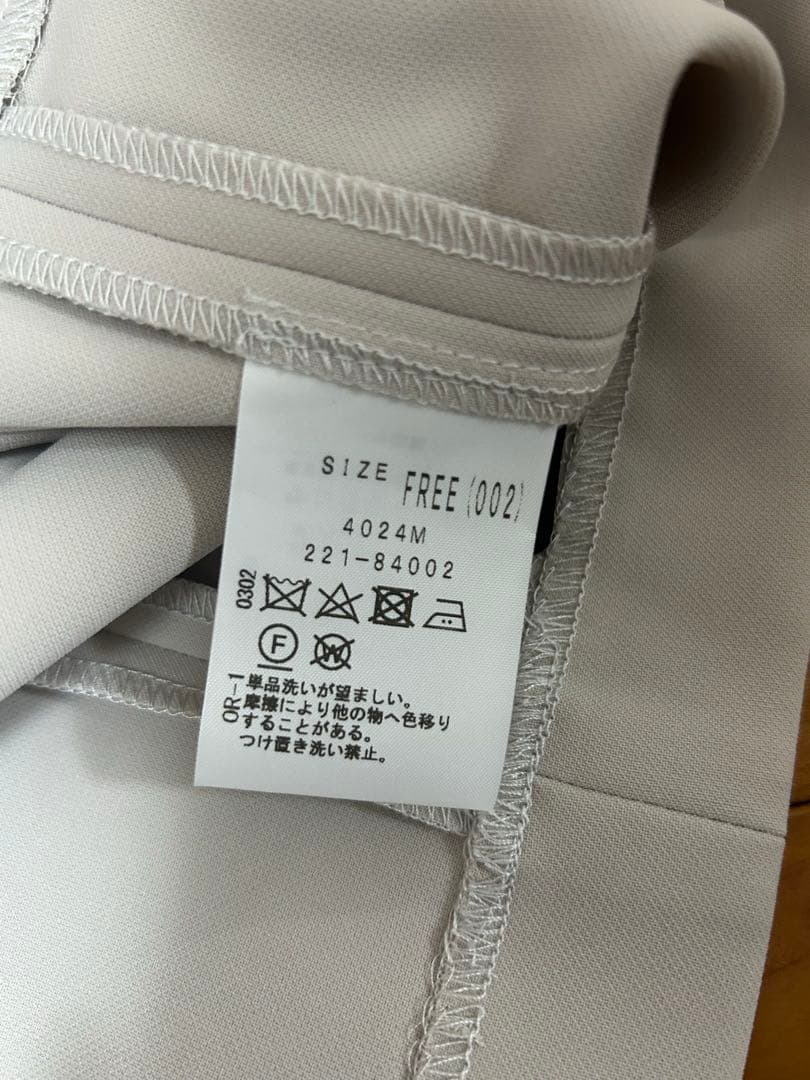 SIZE FREE(002)
4024M
221-84002
0302
F
W
OR-1
単品洗いが望ましい。
摩擦により他の物へ色移り
することがある。
つけ置き洗い禁止。